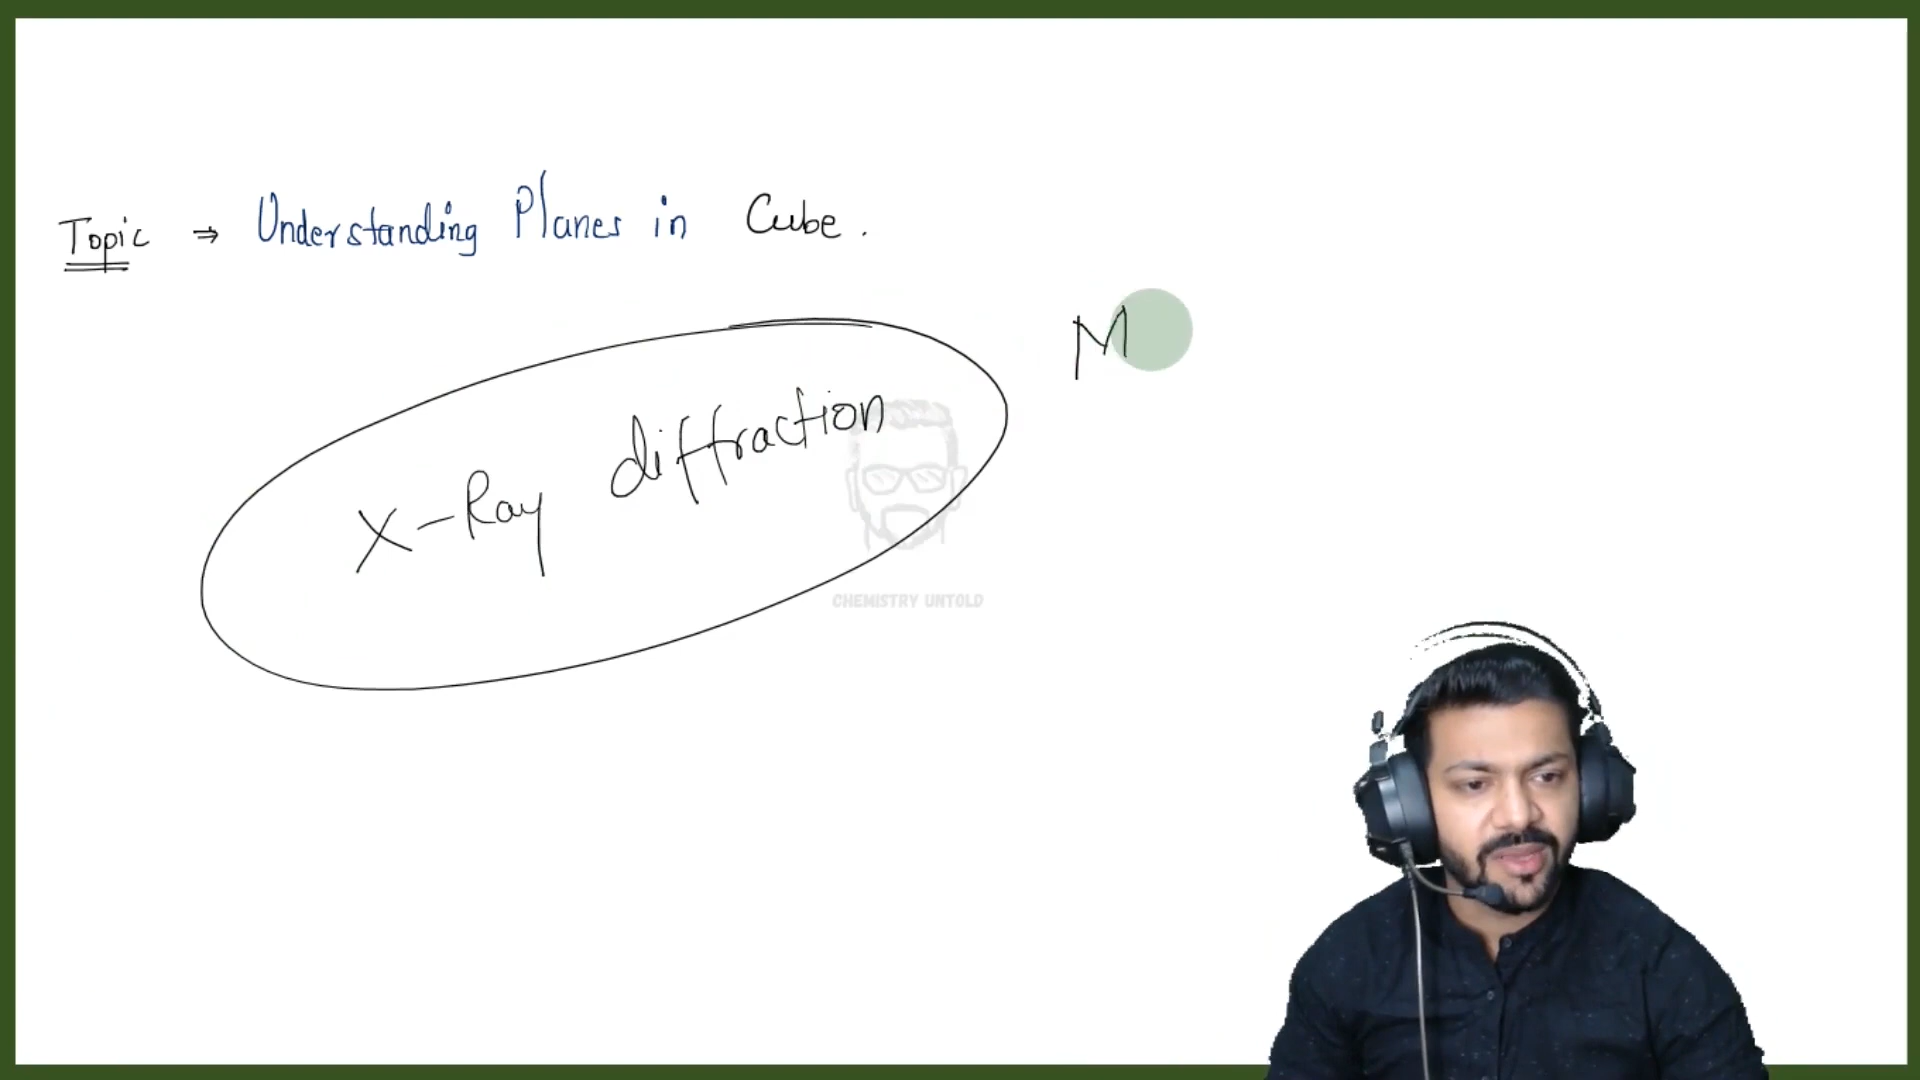 Topic ⇒ Understanding Planes in Cube.
M
X-Ray diffraction
CHEMISTRY UNTOLD